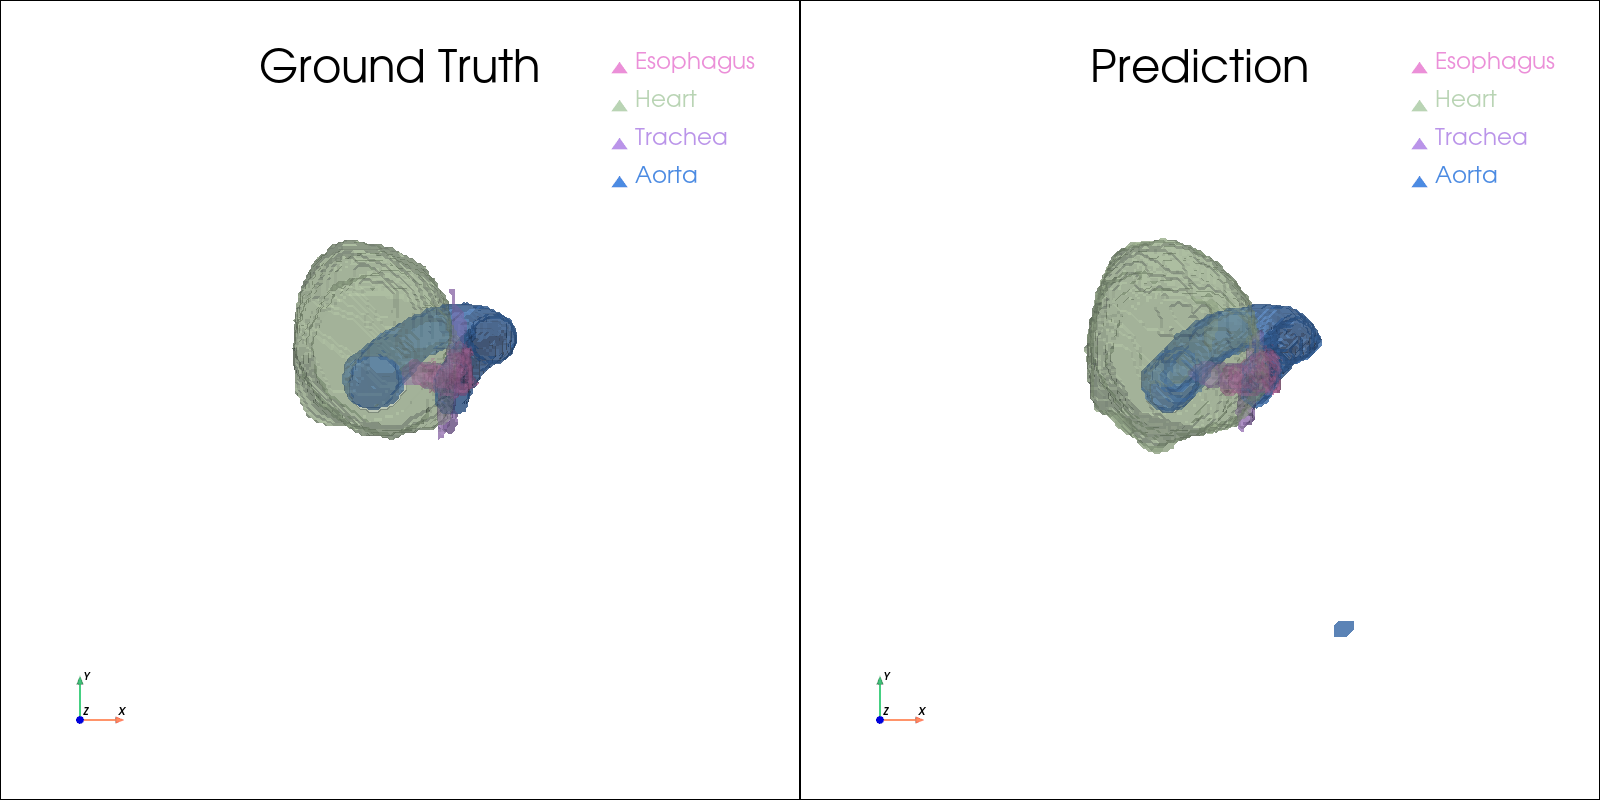 Ground Truth
Esophagus
Heart
Trachea
Aorta
Y
Z
X
Prediction
Esophagus
Heart
Trachea
Aorta
Y
Z
X